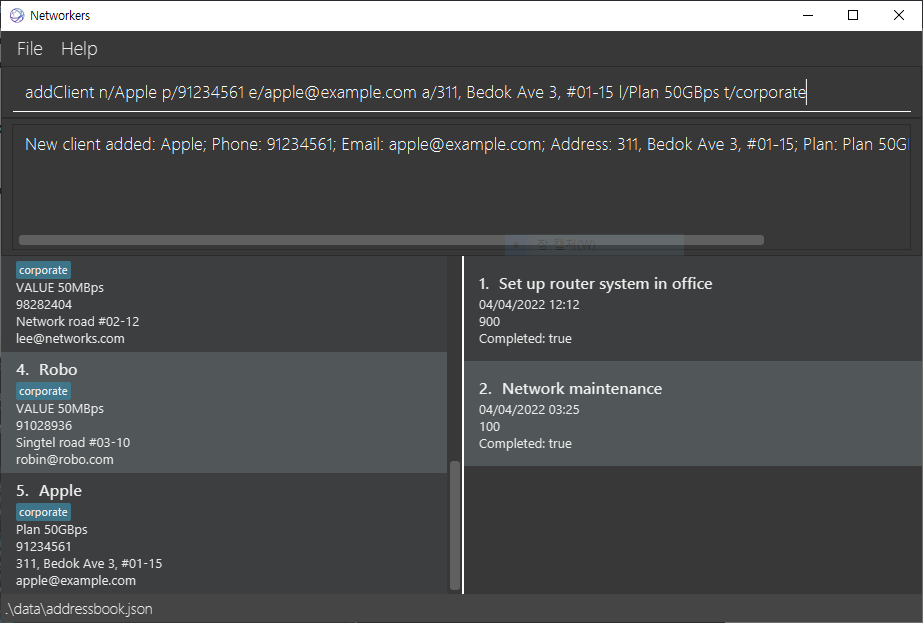 Networkers
File Help
addClient n/Apple p/91234561 e/apple@example.com a/311, Bedok Ave 3, #01-15 l/Plan 50GBps t/corporate
New client added: Apple; Phone: 91234561; Email: apple@example.com; Address: 311, Bedok Ave 3, #01-15; Plan: Plan 50G
corporate
VALUE 50MBps
98282404
Network road #02-12
lee@networks.com
4. Robo
corporate
VALUE 50MBps
91028936
Singtel road #03-10
robin@robo.com
5. Apple
corporate
Plan 50GBps
91234561
311, Bedok Ave 3, #01-15
apple@example.com
1. Set up router system in office
04/04/2022 12:12
900
Completed: true
2. Network maintenance
04/04/2022 03:25
100
Completed: true
.\data\addressbook.json